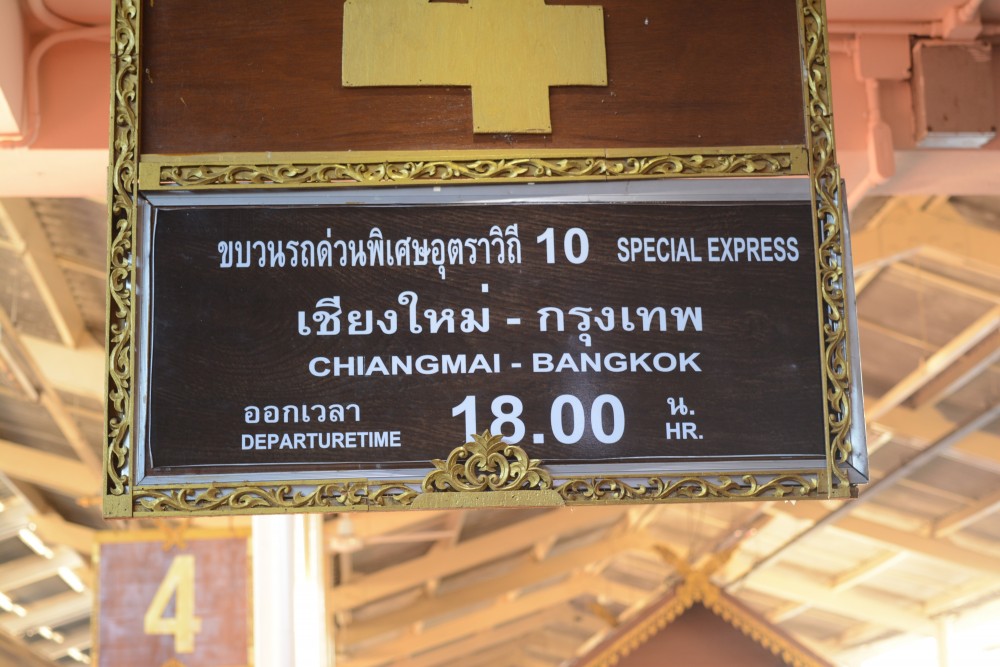 ขบวนรถด่วนพิเศษอุตราวิถี 10 SPECIAL EXPRESS
เชียงใหม่ - กรุงเทพ
CHIANGMAI - BANGKOK
ออกเวลา 18.00 น.
DEPARTURETIME HR.
4